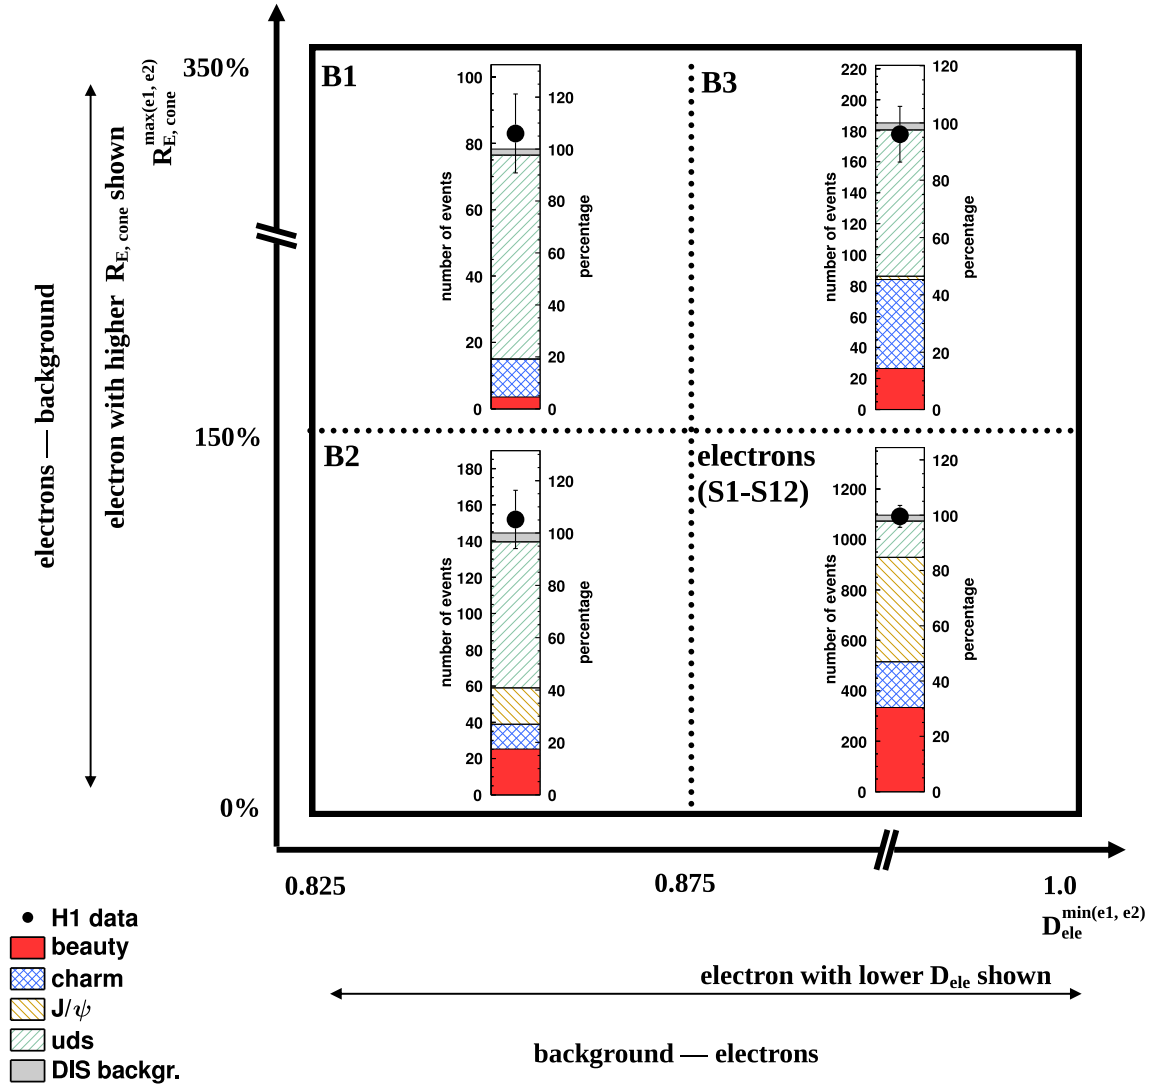 350%
150%
0%
R_{E, cone}^{max(e1, e2)}
electron with higher R_{E, cone} shown
electrons — background
B1
100
80
60
40
20
0
number of events
120
100
80
60
40
20
0
percentage
B3
220
200
180
160
140
120
100
80
60
40
20
0
number of events
120
100
80
60
40
20
0
percentage
B2
180
160
140
120
100
80
60
40
20
0
number of events
120
100
80
60
40
20
0
percentage
electrons
(S1-S12)
1200
1000
800
600
400
200
0
number of events
120
100
80
60
40
20
0
percentage
0.825
0.875
1.0
D_{ele}^{min(e1, e2)}
electron with lower D_{ele} shown
background — electrons
H1 data
beauty
charm
J/ψ
uds
DIS backgr.